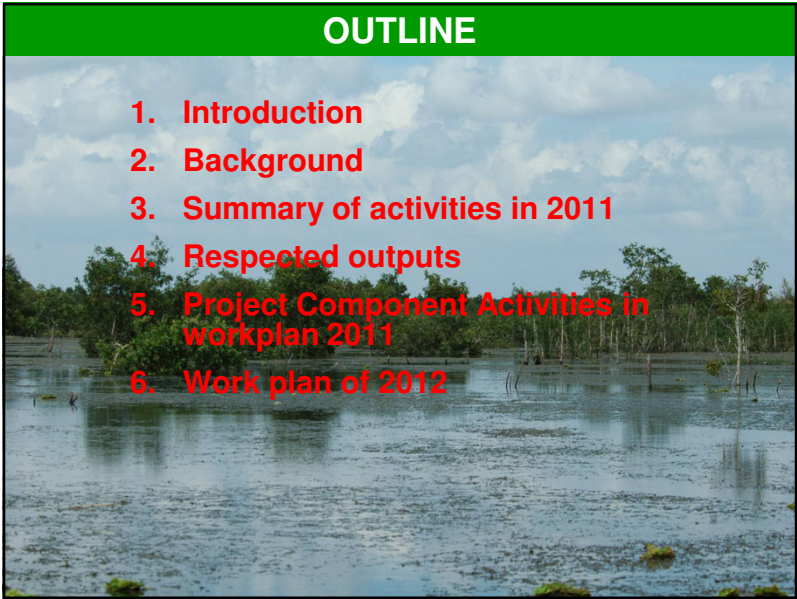 OUTLINE
1. Introduction
2. Background
3. Summary of activities in 2011
4. Respected outputs
5. Project Component Activities in
workplan 2011
6. Work plan of 2012